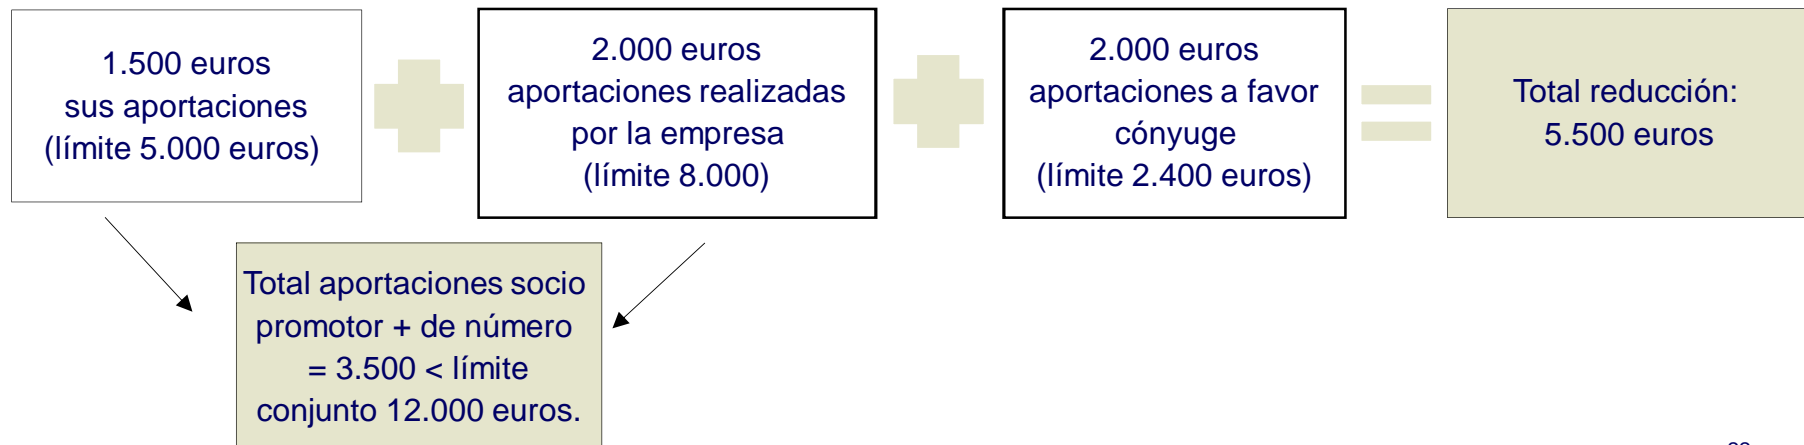 1.500 euros
sus aportaciones
(límite 5.000 euros)
2.000 euros
aportaciones realizadas
por la empresa
(límite 8.000)
2.000 euros
aportaciones a favor
cónyuge
(límite 2.400 euros)
Total reducción:
5.500 euros
Total aportaciones socio
promotor + de número
= 3.500 < límite
conjunto 12.000 euros.